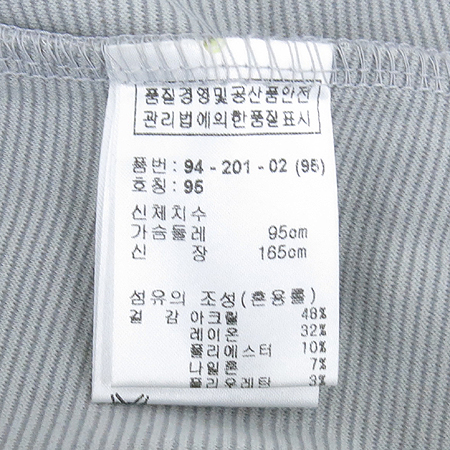 품질경영및공산품안전
관리법에의한품질표시
품번 : 94 - 201 - 02 (95)
호칭 : 95
신체치수
가슴둘레 95cm
신 장 165cm
섬유의 조성(혼용률)
겉 감 아크릴 48%
레이온 32%
폴리에스터 10%
나일론 7%
폴리우레탄 3%